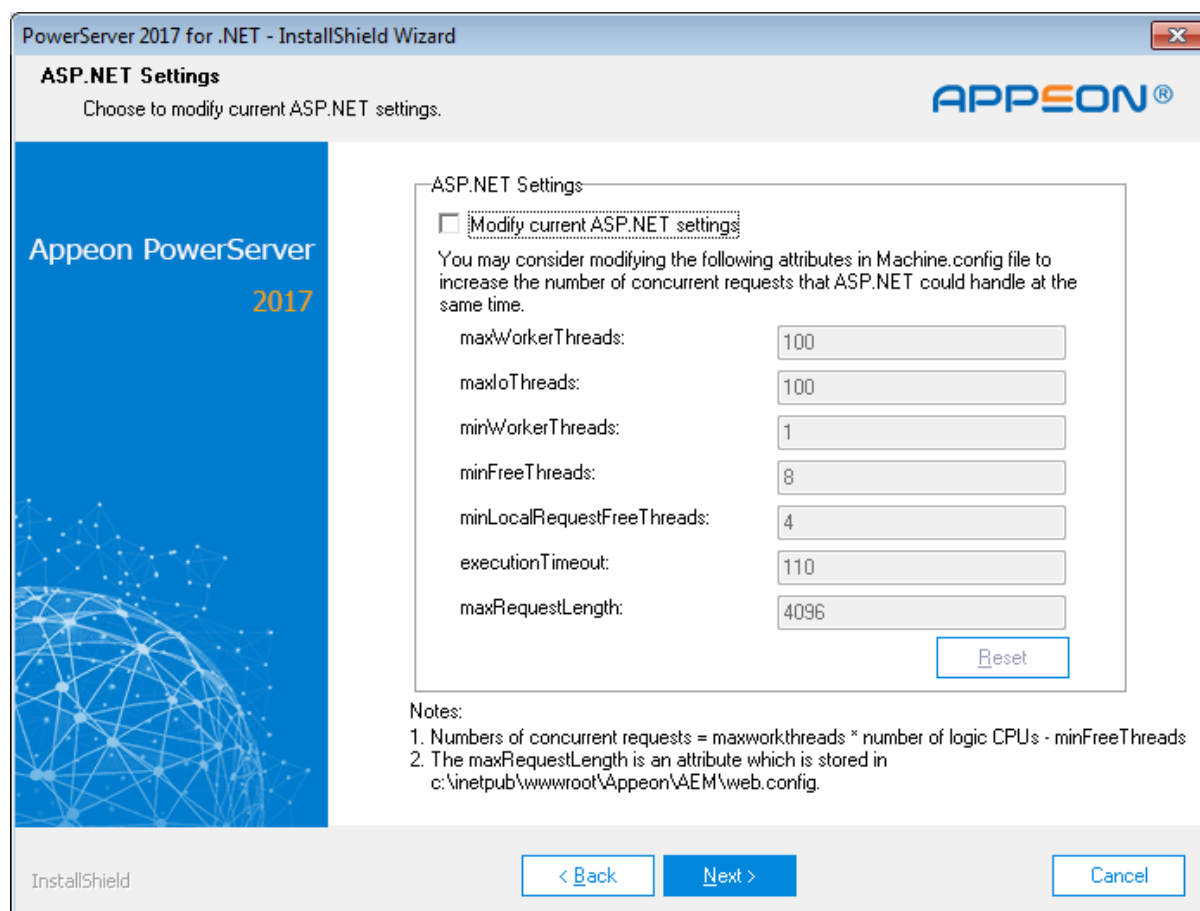 PowerServer 2017 for .NET - InstallShield Wizard
ASP.NET Settings
Choose to modify current ASP.NET settings.
APPEON®
Appeon PowerServer
2017
ASP.NET Settings
Modify current ASP.NET settings
You may consider modifying the following attributes in Machine.config file to
increase the number of concurrent requests that ASP.NET could handle at the
same time.
maxWorkerThreads: 100
maxIoThreads: 100
minWorkerThreads: 1
minFreeThreads: 8
minLocalRequestFreeThreads: 4
executionTimeout: 110
maxRequestLength: 4096
Reset
Notes:
1. Numbers of concurrent requests = maxworkthreads * number of logic CPUs - minFreeThreads
2. The maxRequestLength is an attribute which is stored in
c:\inetpub\wwwroot\Appeon\AEM\web.config.
InstallShield
< Back
Next >
Cancel